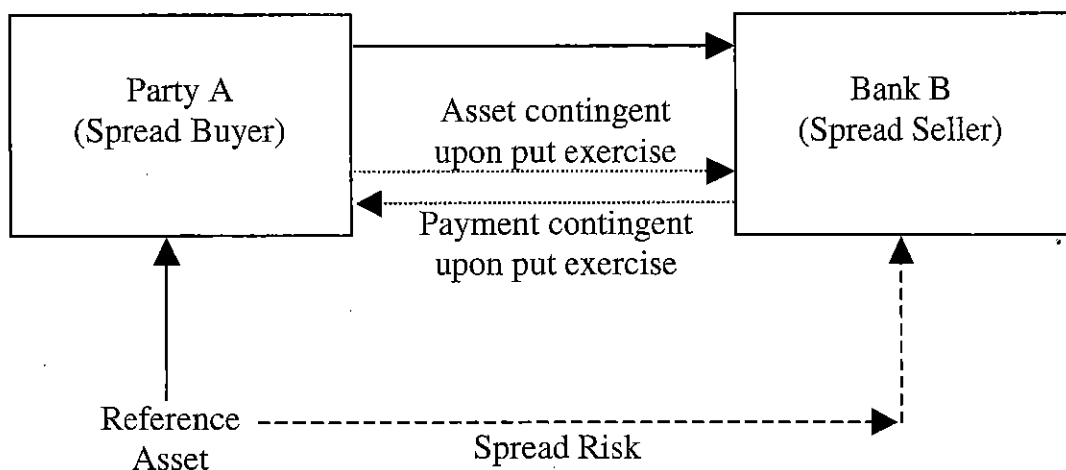 Party A
(Spread Buyer)
Asset contingent
upon put exercise
Payment contingent
upon put exercise
Bank B
(Spread Seller)
Reference
Asset
Spread Risk